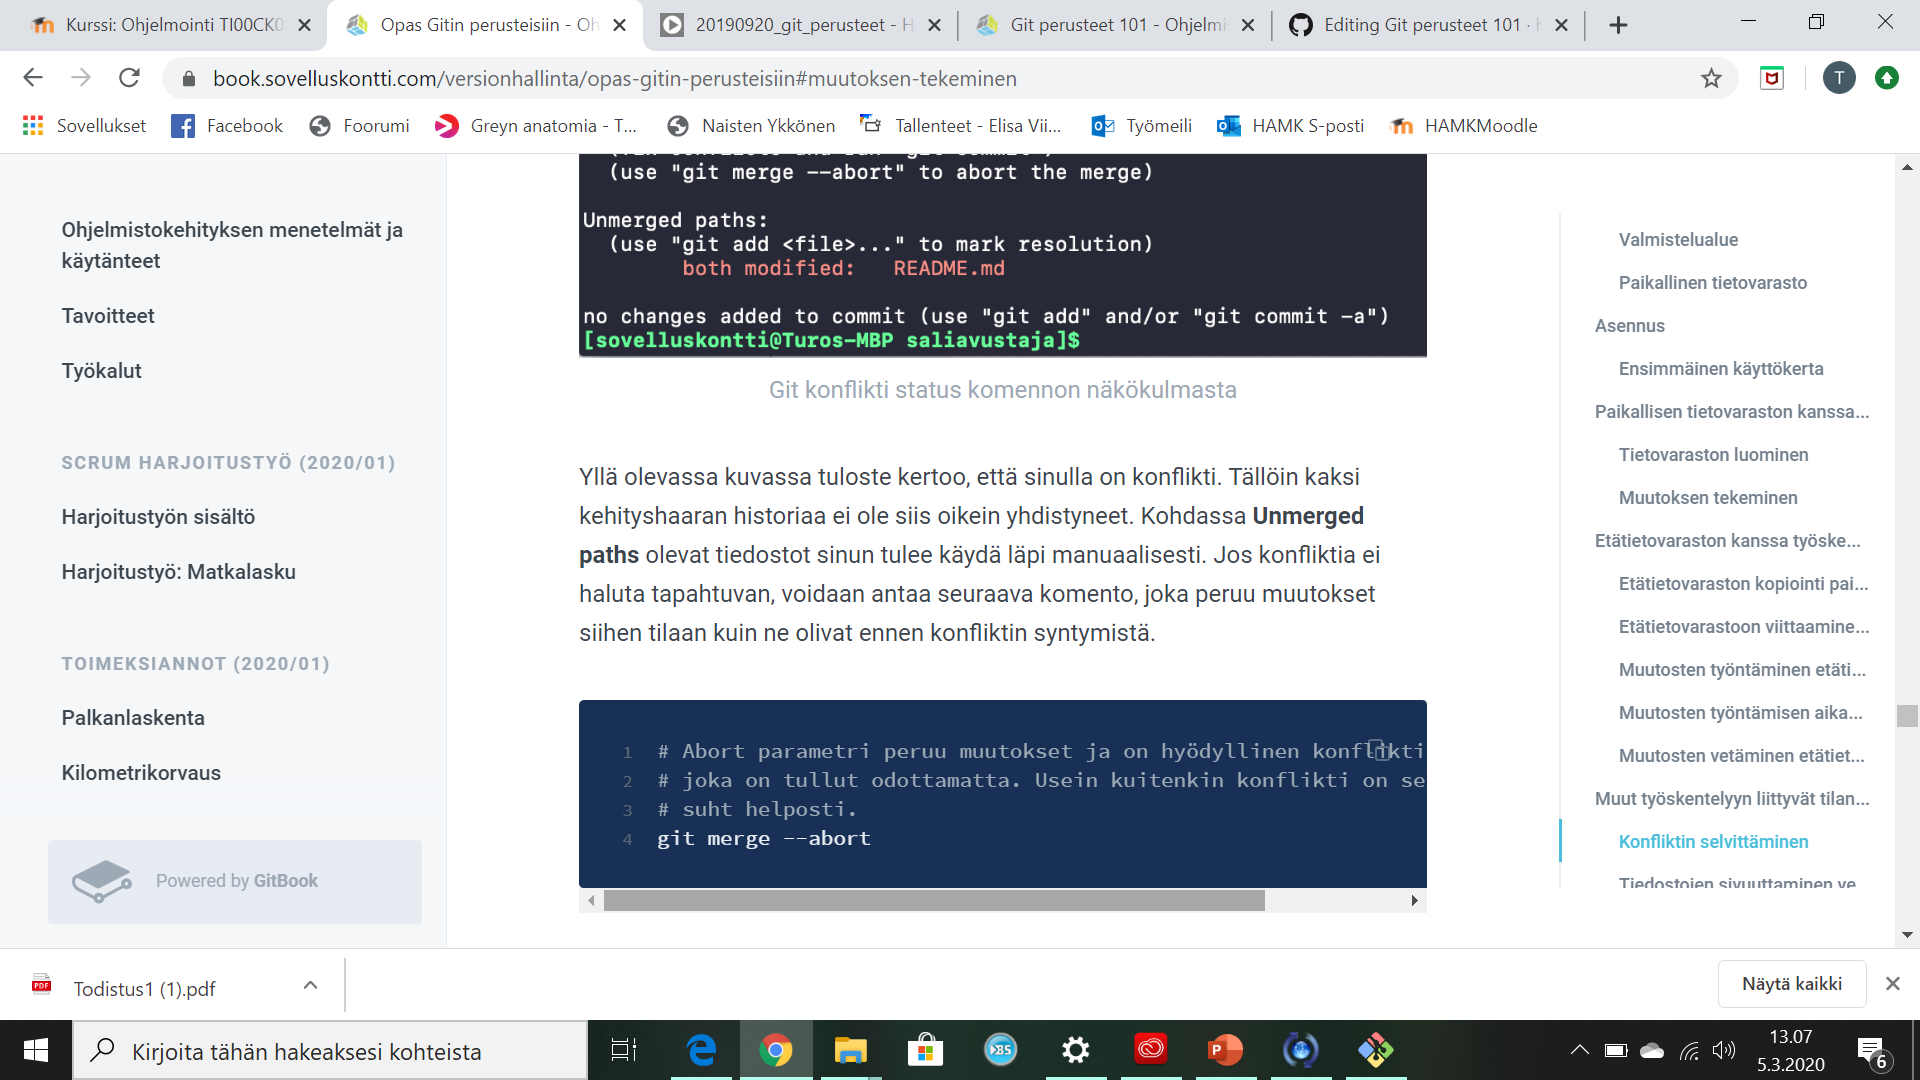 Kurssi: Ohjelmointi TI00CK0
Opas Gitin perusteisiin - Oh
20190920_git_perusteet - H
Git perusteet 101 - Ohjelmi
Editing Git perusteet 101 · h
book.sovelluskontti.com/versionhallinta/opas-gitin-perusteisiin#muutoksen-tekeminen
T
Sovellukset
Facebook
Foorumi
Greyn anatomia - T...
Naisten Ykkönen
Tallenteet - Elisa Vii...
Työmeili
HAMK S-posti
HAMKMoodle
Ohjelmistokehityksen menetelmät ja
käytänteet
Tavoitteet
Työkalut
SCRUM HARJOITUSTYÖ (2020/01)
Harjoitustyön sisältö
Harjoitustyö: Matkalasku
TOIMEKSIANNOT (2020/01)
Palkanlaskenta
Kilometrikorvaus
Powered by GitBook
(use "git merge --abort" to abort the merge)
Unmerged paths:
(use "git add <file>..." to mark resolution)
both modified: README.md
no changes added to commit (use "git add" and/or "git commit -a")
[sovelluskontti@Turos-MBP saliavustaja]$
Git konflikti status komennon näkökulmasta
Yllä olevassa kuvassa tuloste kertoo, että sinulla on konflikti. Tällöin kaksi
kehityshaaran historiaa ei ole siis oikein yhdistyneet. Kohdassa Unmerged
paths olevat tiedostot sinun tulee käydä läpi manuaalisesti. Jos konfliktia ei
haluta tapahtuvan, voidaan antaa seuraava komento, joka peruu muutokset
siihen tilaan kuin ne olivat ennen konfliktin syntymistä.
1 # Abort parametri peruu muutokset ja on hyödyllinen konflikti
2 # joka on tullut odottamatta. Usein kuitenkin konflikti on se
3 # suht helposti.
4 git merge --abort
Valmistelualue
Paikallinen tietovarasto
Asennus
Ensimmäinen käyttökerta
Paikallisen tietovaraston kanssa...
Tietovaraston luominen
Muutoksen tekeminen
Etätietovaraston kanssa työske...
Etätietovaraston kopiointi pai...
Etätietovarastoon viittaamine...
Muutosten työntäminen etäti...
Muutosten työntämisen aika...
Muutosten vetäminen etätiet...
Muut työskentelyyn liittyvät tilan...
Konfliktin selvittäminen
Tiedostojen sivuuttaminen ve...
Todistus1 (1).pdf
Näytä kaikki
Kirjoita tähän hakeaksesi kohteista
13.07
5.3.2020
6